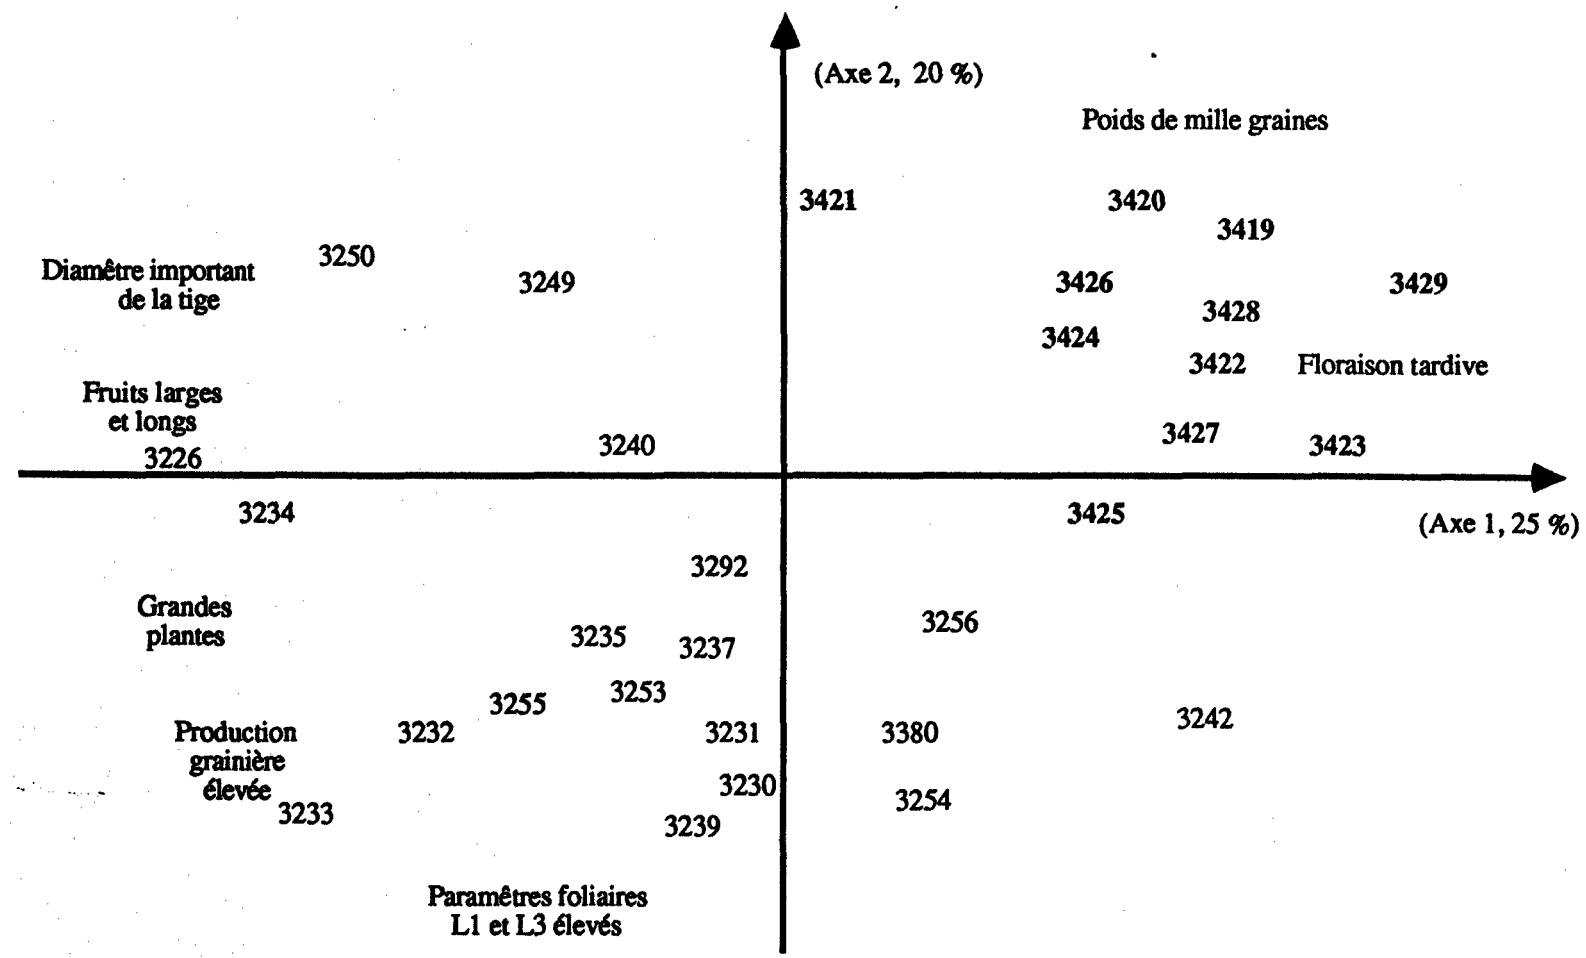 (Axe 2, 20 %)
Poids de mille graines
3421
3420
3419
3250
Diamêtre important
de la tige
3249
3426
3429
3428
3424
3422
Floraison tardive
Fruits larges
et longs
3226
3240
3427
3423
3234
3425
(Axe 1, 25 %)
3292
Grandes
plantes
3235
3237
3256
3255
3253
3232
3231
3380
3242
Production
grainière
élevée
3233
3230
3239
3254
Paramêtres foliaires
L1 et L3 élevés